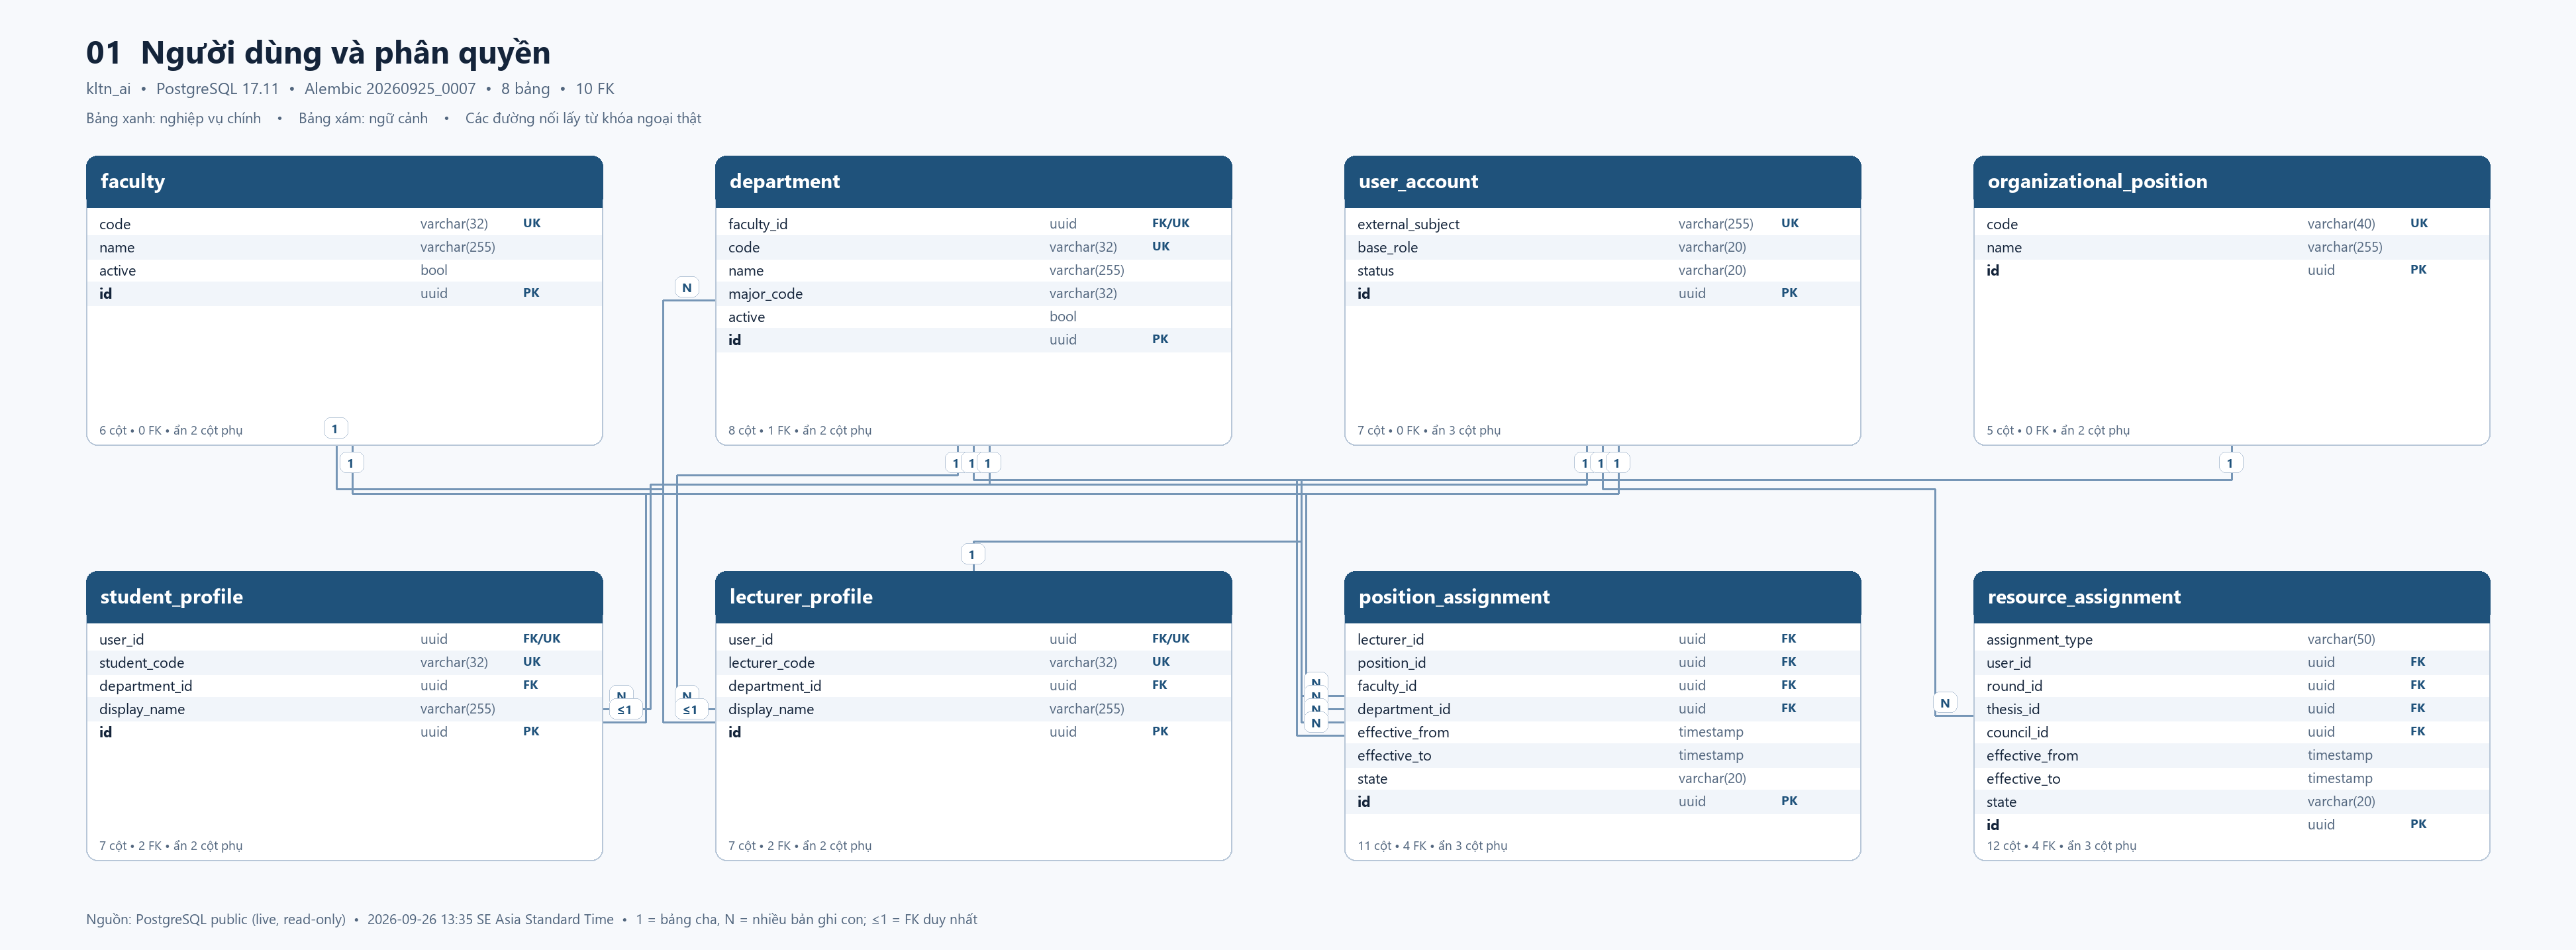 01 Người dùng và phân quyền
kltn_ai • PostgreSQL 17.11 • Alembic 20260925_0007 • 8 bảng • 10 FK
Bảng xanh: nghiệp vụ chính • Bảng xám: ngữ cảnh • Các đường nối lấy từ khóa ngoại thật
faculty
code varchar(32) UK
name varchar(255)
active bool
id uuid PK
6 cột • 0 FK • ẩn 2 cột phụ
1
1
department
faculty_id uuid FK/UK
code varchar(32) UK
name varchar(255)
major_code varchar(32)
active bool
id uuid PK
8 cột • 1 FK • ẩn 2 cột phụ
N
1 1 1
user_account
external_subject varchar(255) UK
base_role varchar(20)
status varchar(20)
id uuid PK
7 cột • 0 FK • ẩn 3 cột phụ
1 1 1
organizational_position
code varchar(40) UK
name varchar(255)
id uuid PK
5 cột • 0 FK • ẩn 2 cột phụ
1
student_profile
user_id uuid FK/UK
student_code varchar(32) UK
department_id uuid FK
display_name varchar(255)
id uuid PK
7 cột • 2 FK • ẩn 2 cột phụ
N
≤1
1
lecturer_profile
user_id uuid FK/UK
lecturer_code varchar(32) UK
department_id uuid FK
display_name varchar(255)
id uuid PK
7 cột • 2 FK • ẩn 2 cột phụ
N
≤1
position_assignment
lecturer_id uuid FK
position_id uuid FK
faculty_id uuid FK
department_id uuid FK
effective_from timestamp
effective_to timestamp
state varchar(20)
id uuid PK
11 cột • 4 FK • ẩn 3 cột phụ
N
N
N
N
resource_assignment
assignment_type varchar(50)
user_id uuid FK
round_id uuid FK
thesis_id uuid FK
council_id uuid FK
effective_from timestamp
effective_to timestamp
state varchar(20)
id uuid PK
12 cột • 4 FK • ẩn 3 cột phụ
N
Nguồn: PostgreSQL public (live, read-only) • 2026-09-26 13:35 SE Asia Standard Time • 1 = bảng cha, N = nhiều bản ghi con; ≤1 = FK duy nhất